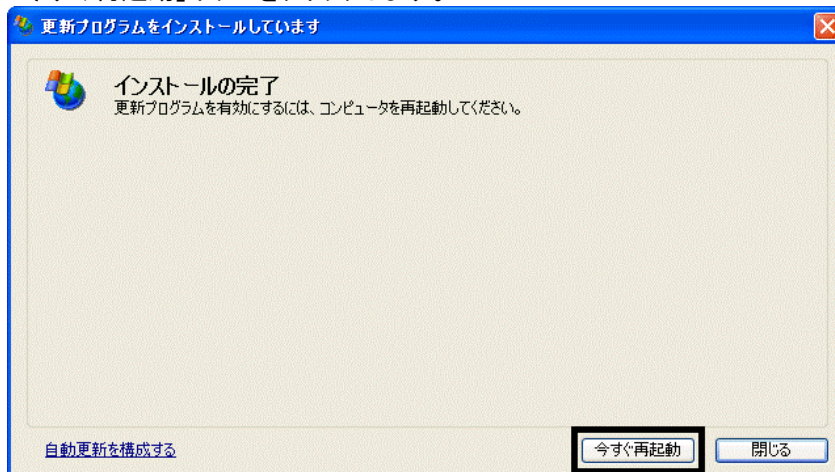 更新プログラムをインストールしています
インストールの完了
更新プログラムを有効にするには、コンピュータを再起動してください。
自動更新を構成する
今すぐ再起動
閉じる